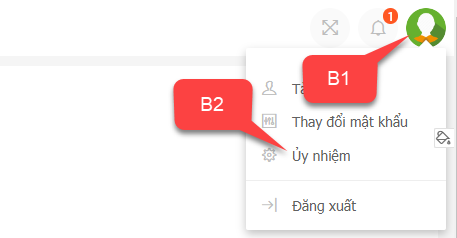 1
B1
B2
Thay đổi mật khẩu
Ủy nhiệm
Đăng xuất